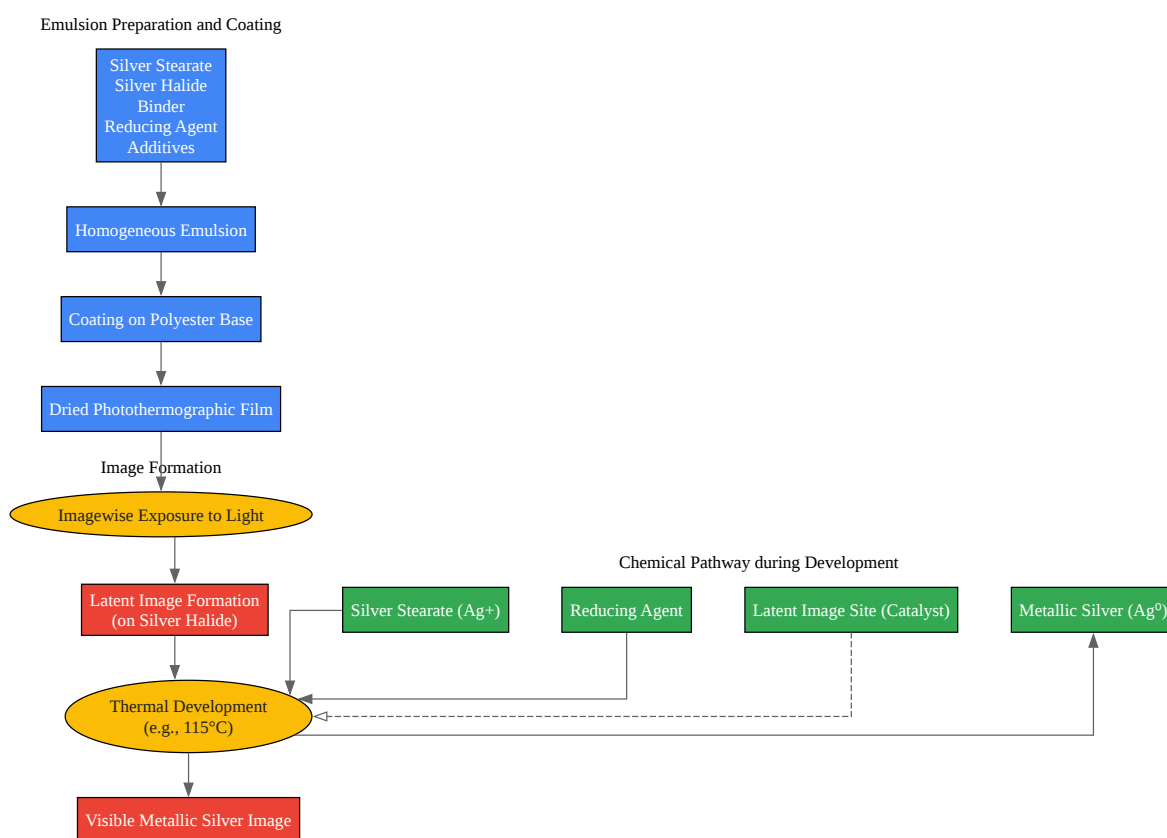 Emulsion Preparation and Coating
Silver Stearate
Silver Halide
Binder
Reducing Agent
Additives
Homogeneous Emulsion
Coating on Polyester Base
Dried Photothermographic Film
Image Formation
Imagewise Exposure to Light
Chemical Pathway during Development
Latent Image Formation
(on Silver Halide)
Silver Stearate (Ag+)
Reducing Agent
Latent Image Site (Catalyst)
Metallic Silver (Ag⁰)
Thermal Development
(e.g., 115°C)
Visible Metallic Silver Image